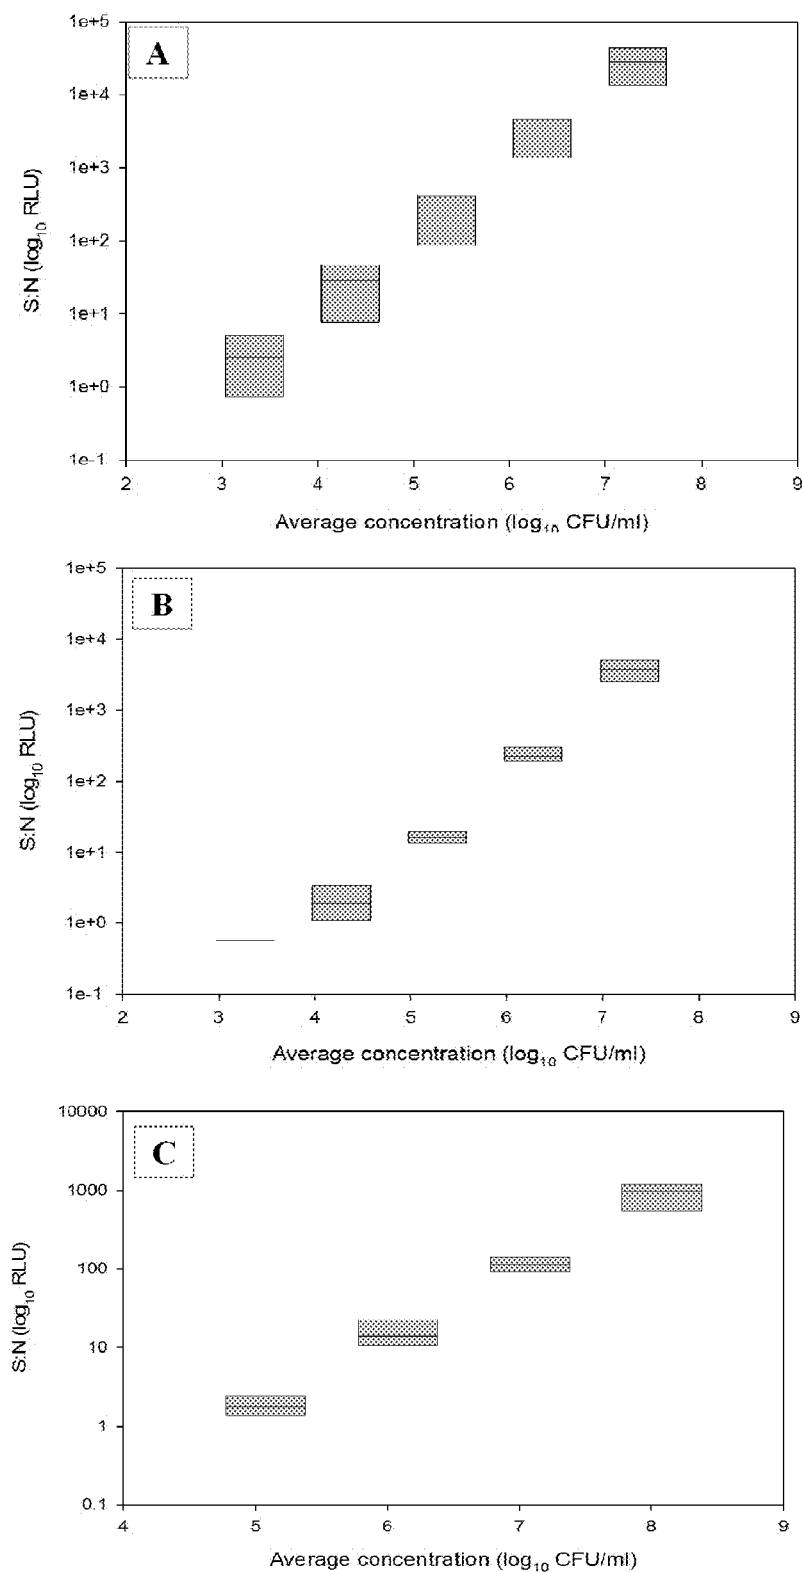 A
1e+5
1e+4
1e+3
1e+2
1e+1
1e+0
1e-1
S:N (log10 RLU)
2 3 4 5 6 7 8 9
Average concentration (log10 CFU/ml)
B
1e+5
1e+4
1e+3
1e+2
1e+1
1e+0
1e-1
S:N (log10 RLU)
2 3 4 5 6 7 8 9
Average concentration (log10 CFU/ml)
C
10000
1000
100
10
1
0.1
S:N (log10 RLU)
4 5 6 7 8 9
Average concentration (log10 CFU/ml)